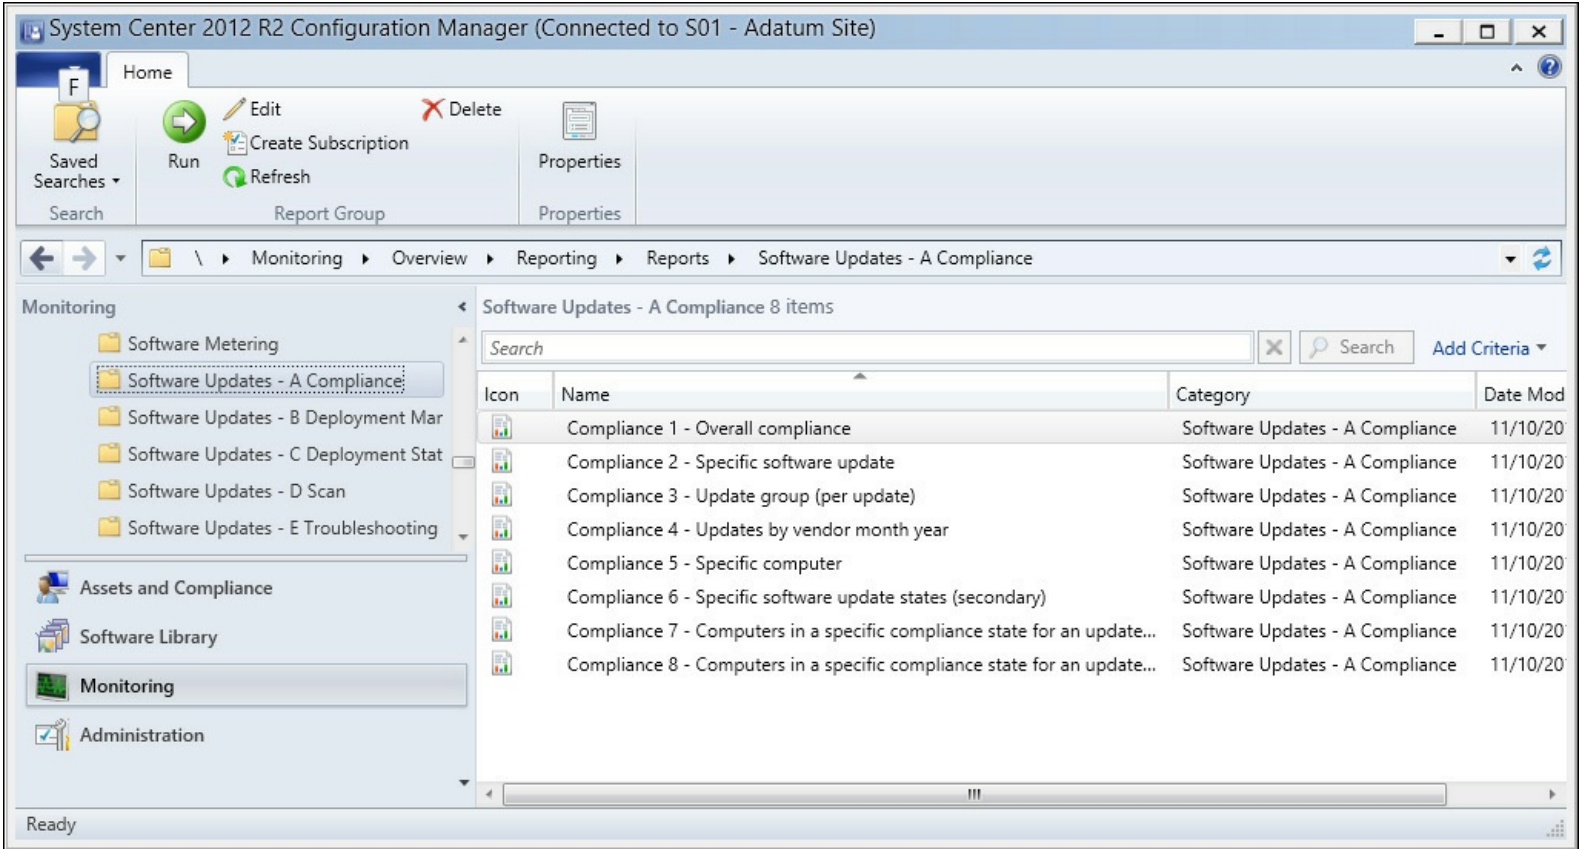 System Center 2012 R2 Configuration Manager (Connected to S01 - Adatum Site)
F
Home
Saved Searches
Run
Edit
Create Subscription
Refresh
Delete
Properties
Search
Report Group
Properties
\ Monitoring Overview Reporting Reports Software Updates - A Compliance
Monitoring
Software Metering
Software Updates - A Compliance
Software Updates - B Deployment Mar
Software Updates - C Deployment Stat
Software Updates - D Scan
Software Updates - E Troubleshooting
Assets and Compliance
Software Library
Monitoring
Administration
Software Updates - A Compliance 8 items
Search
Search
Add Criteria
Icon Name Category Date Mod
Compliance 1 - Overall compliance Software Updates - A Compliance 11/10/20
Compliance 2 - Specific software update Software Updates - A Compliance 11/10/20
Compliance 3 - Update group (per update) Software Updates - A Compliance 11/10/20
Compliance 4 - Updates by vendor month year Software Updates - A Compliance 11/10/20
Compliance 5 - Specific computer Software Updates - A Compliance 11/10/20
Compliance 6 - Specific software update states (secondary) Software Updates - A Compliance 11/10/20
Compliance 7 - Computers in a specific compliance state for an update... Software Updates - A Compliance 11/10/20
Compliance 8 - Computers in a specific compliance state for an update... Software Updates - A Compliance 11/10/20
Ready